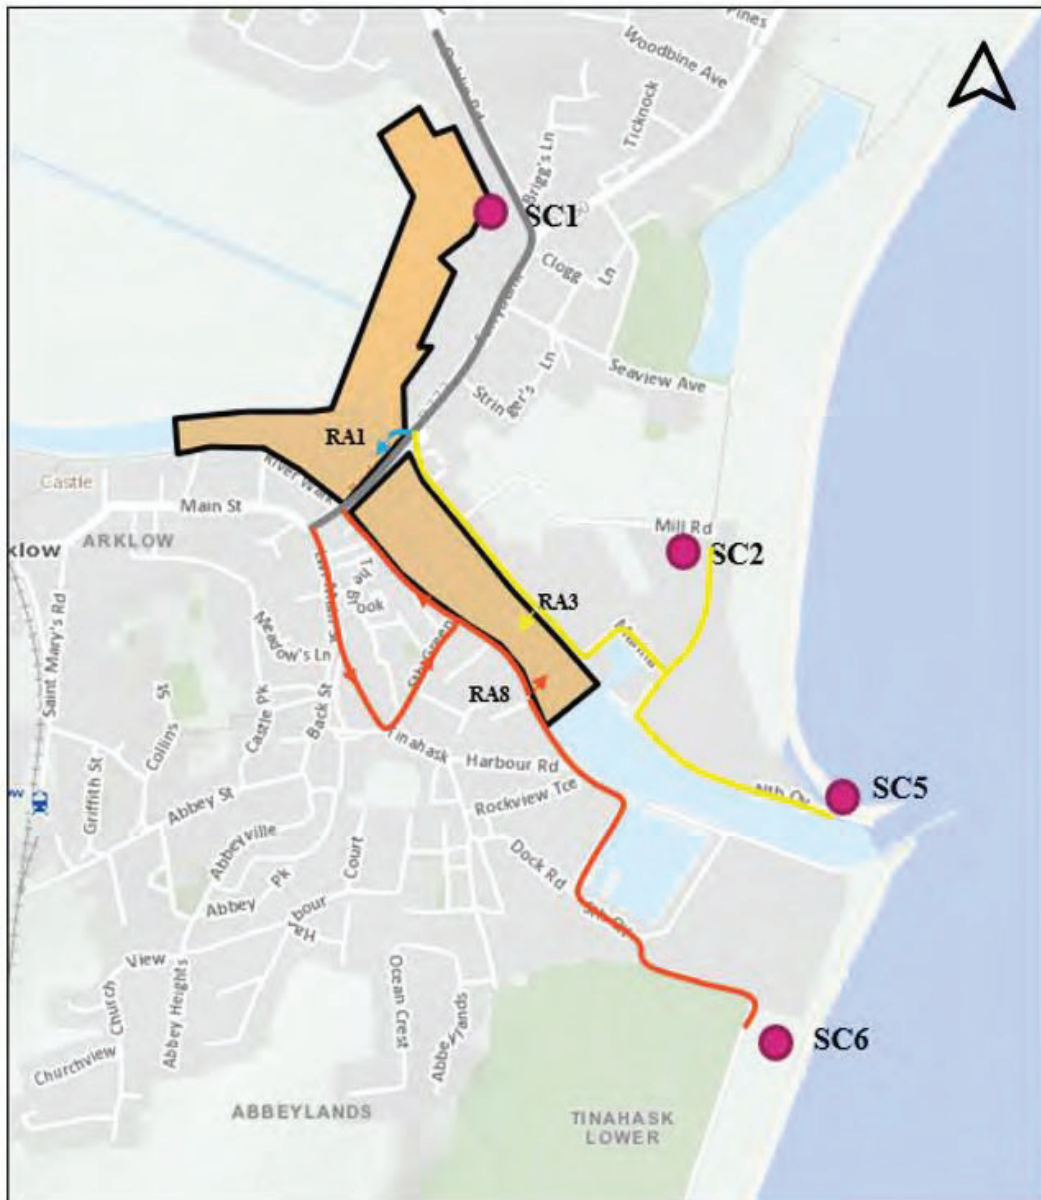 Pines
Woodbine Ave
Ticknock
Brigg's Ln
SC1
Clogg
Ln
Seaview Ave
Stringer's Ln
RA1
River Walk
Castle
Main St
ARKLOW
klow
Mill Rd
SC2
RA3
The Brook
Meadow's Ln
Saint Mary's Rd
St
Collins
Castle Pk
Back St
RA8
Tinahask
Harbour Rd
Rockview Tce
SC5
Griffith St
Abbey St
Abbeyville
Abbey
Pk
Court
Dock Rd
View
Church
Churchview
Abbey Heights
Ocean Crest
SC6
ABBEYLANDS
TINAHASK
LOWER